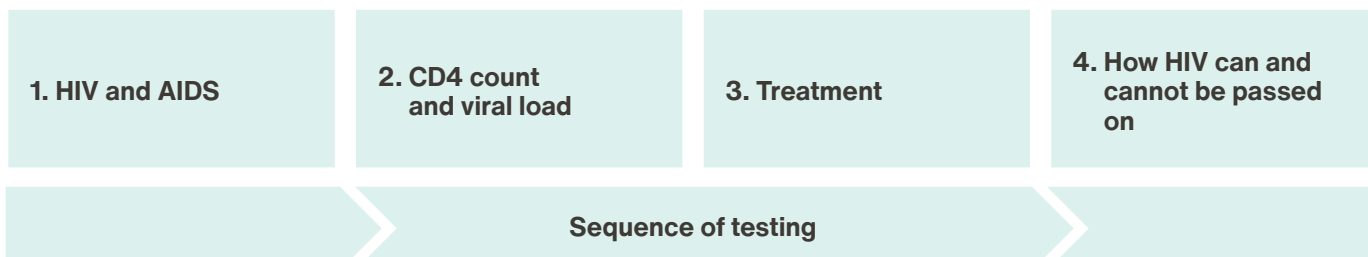 1. HIV and AIDS
2. CD4 count
and viral load
3. Treatment
4. How HIV can and
cannot be passed
on
Sequence of testing